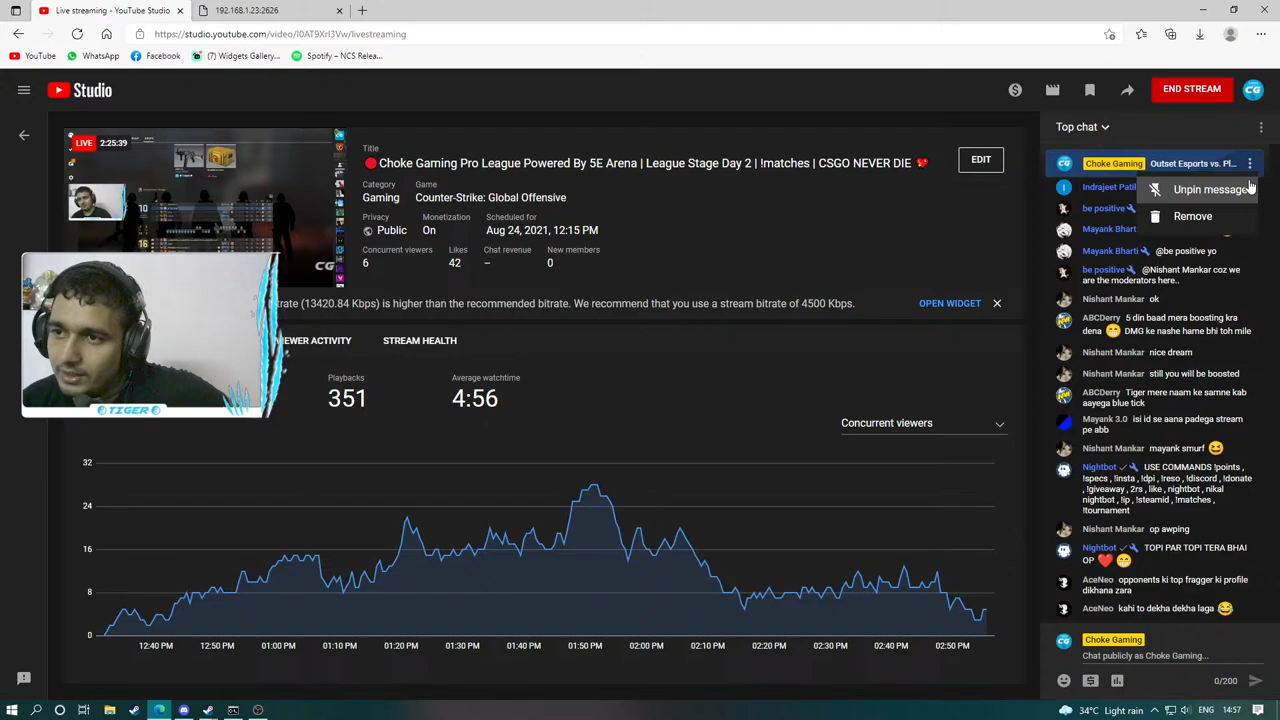 Live streaming - YouTube Studio
192.168.1.23:2626
https://studio.youtube.com/video/I0AT9XrI3Vw/livestreaming
YouTube
WhatsApp
Facebook
(7) Widgets Gallery...
Spotify – NCS Relea...
Studio
END STREAM
CG
LIVE 2:25:39
Title
Choke Gaming Pro League Powered By 5E Arena | League Stage Day 2 | !matches | CSGO NEVER DIE
EDIT
Category
Game
Gaming
Counter-Strike: Global Offensive
Privacy
Monetization
Scheduled for
Public
On
Aug 24, 2021, 12:15 PM
Concurrent viewers
Likes
Chat revenue
New members
6
42
–
0
10
16
CG
itrate (13420.84 Kbps) is higher than the recommended bitrate. We recommend that you use a stream bitrate of 4500 Kbps.
OPEN WIDGET
IEWER ACTIVITY
STREAM HEALTH
Playbacks
Average watchtime
351
4:56
TIGER
Concurrent viewers
32
24
16
8
0
12:40 PM
12:50 PM
01:00 PM
01:10 PM
01:20 PM
01:30 PM
01:40 PM
01:50 PM
02:00 PM
02:10 PM
02:20 PM
02:30 PM
02:40 PM
02:50 PM
Top chat
Choke Gaming Outset Esports vs. Pl...
Indrajeet Patil
Unpin message
be positive
Remove
Mayank Bharti
Mayank Bharti @be positive yo
be positive @Nishant Mankar coz we
are the moderators here..
Nishant Mankar ok
ABCDerry 5 din baad mera boosting kra
dena 😁 DMG ke nashe hame bhi toh mile
Nishant Mankar nice dream
Nishant Mankar still you will be boosted
ABCDerry Tiger mere naam ke samne kab
aayega blue tick
Mayank 3.0 isi id se aana padega stream
pe abb
Nishant Mankar mayank smurf 😆
Nightbot USE COMMANDS !points ,
!specs , !insta , !dpi , !reso , !discord , !donate
, !giveaway , 2rs , like , nightbot , nikal
nightbot , !ip , !steamid , !matches ,
!tournament
Nishant Mankar op awping
Nightbot TOPI PAR TOPI TERA BHAI
OP ❤️ 😁
AceNeo opponents ki top fragger ki profile
dikhana zara
AceNeo kahi to dekha dekha laga 😂
Choke Gaming
Chat publicly as Choke Gaming...
0/200
34°C Light rain
ENG
14:57